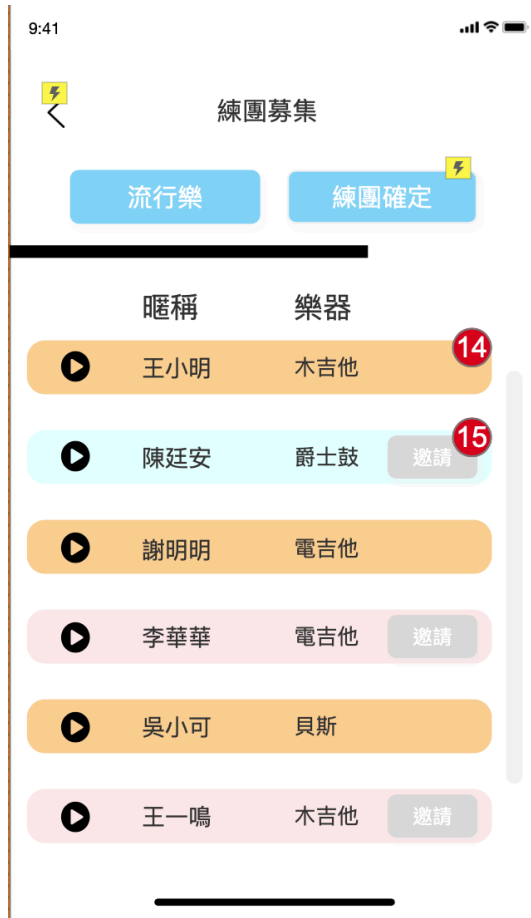 9:41
練團募集
流行樂 練團確定
暱稱 樂器
王小明 木吉他 14
陳廷安 爵士鼓 邀請 15
謝明明 電吉他
李華華 電吉他 邀請
吳小可 貝斯
王一鳴 木吉他 邀請